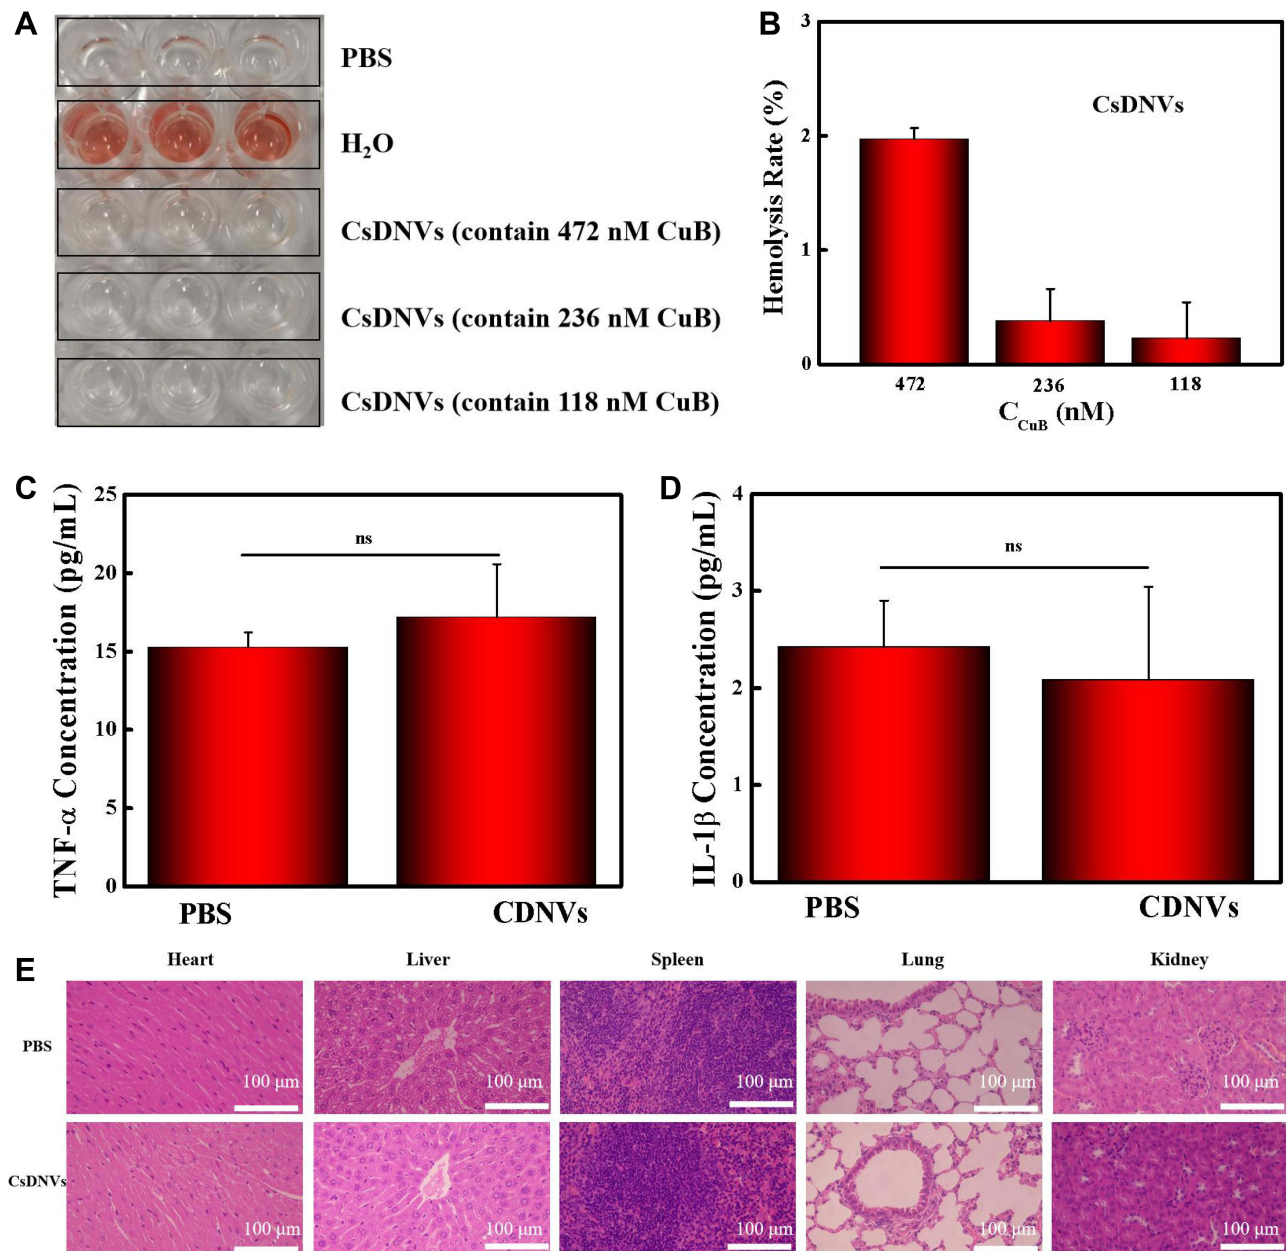 A
PBS
H₂O
CsDNVs (contain 472 nM CuB)
CsDNVs (contain 236 nM CuB)
CsDNVs (contain 118 nM CuB)
B
Hemolysis Rate (%)
3
2
1
0
CsDNVs
472 236 118
C_CuB (nM)
C
TNF-α Concentration (pg/mL)
25
20
15
10
5
0
ns
PBS CDNVs
D
IL-1β Concentration (pg/mL)
4
3
2
1
0
ns
PBS CDNVs
E
Heart Liver Spleen Lung Kidney
PBS
100 μm 100 μm 100 μm 100 μm 100 μm
CsDNVs
100 μm 100 μm 100 μm 100 μm 100 μm